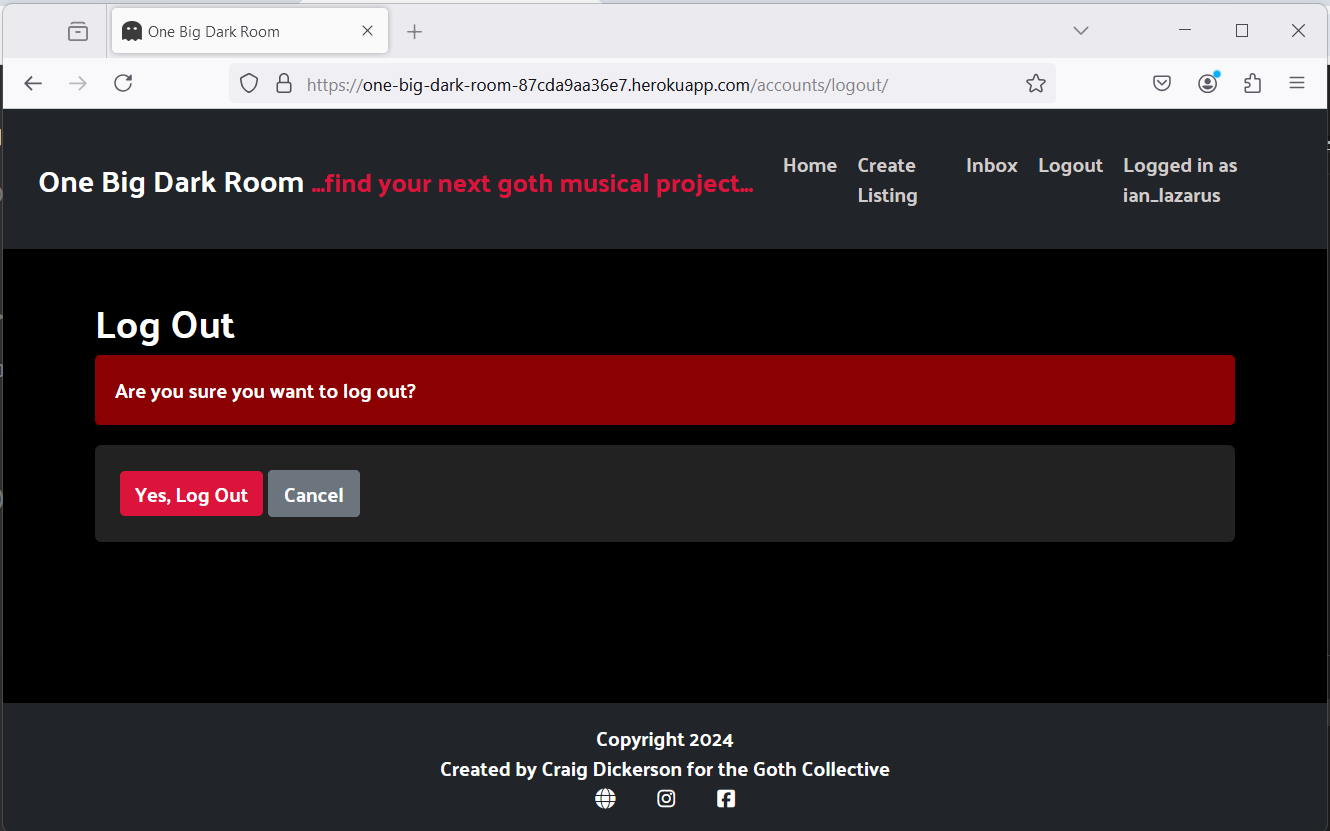 One Big Dark Room
https://one-big-dark-room-87cda9aa36e7.herokuapp.com/accounts/logout/
One Big Dark Room ...find your next goth musical project...
Home
Create
Listing
Inbox
Logout
Logged in as
ian_lazarus
Log Out
Are you sure you want to log out?
Yes, Log Out
Cancel
Copyright 2024
Created by Craig Dickerson for the Goth Collective